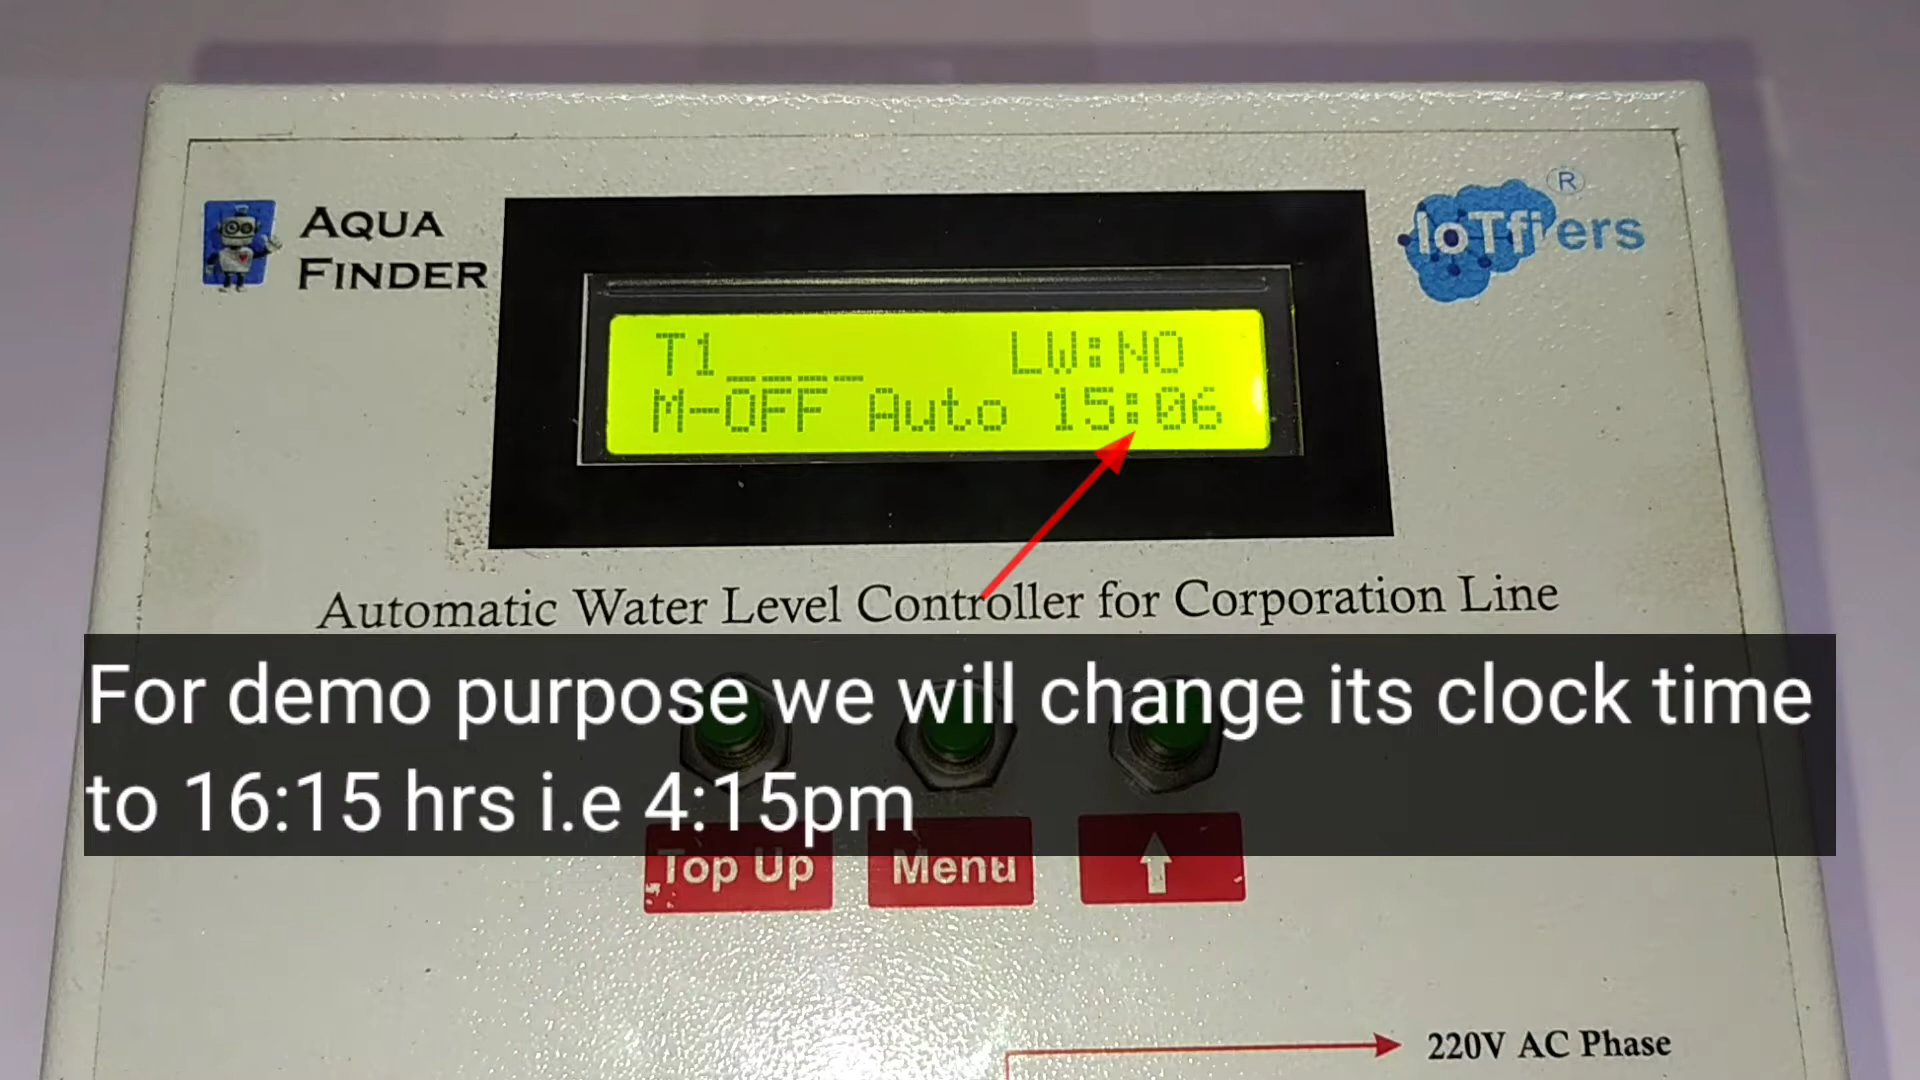 AQUA
FINDER
IoTfiers ®
T1____ LW:NO
M-OFF Auto 15:06
Automatic Water Level Controller for Corporation Line
For demo purpose we will change its clock time
to 16:15 hrs i.e 4:15pm
Top Up Menu ↑
220V AC Phase